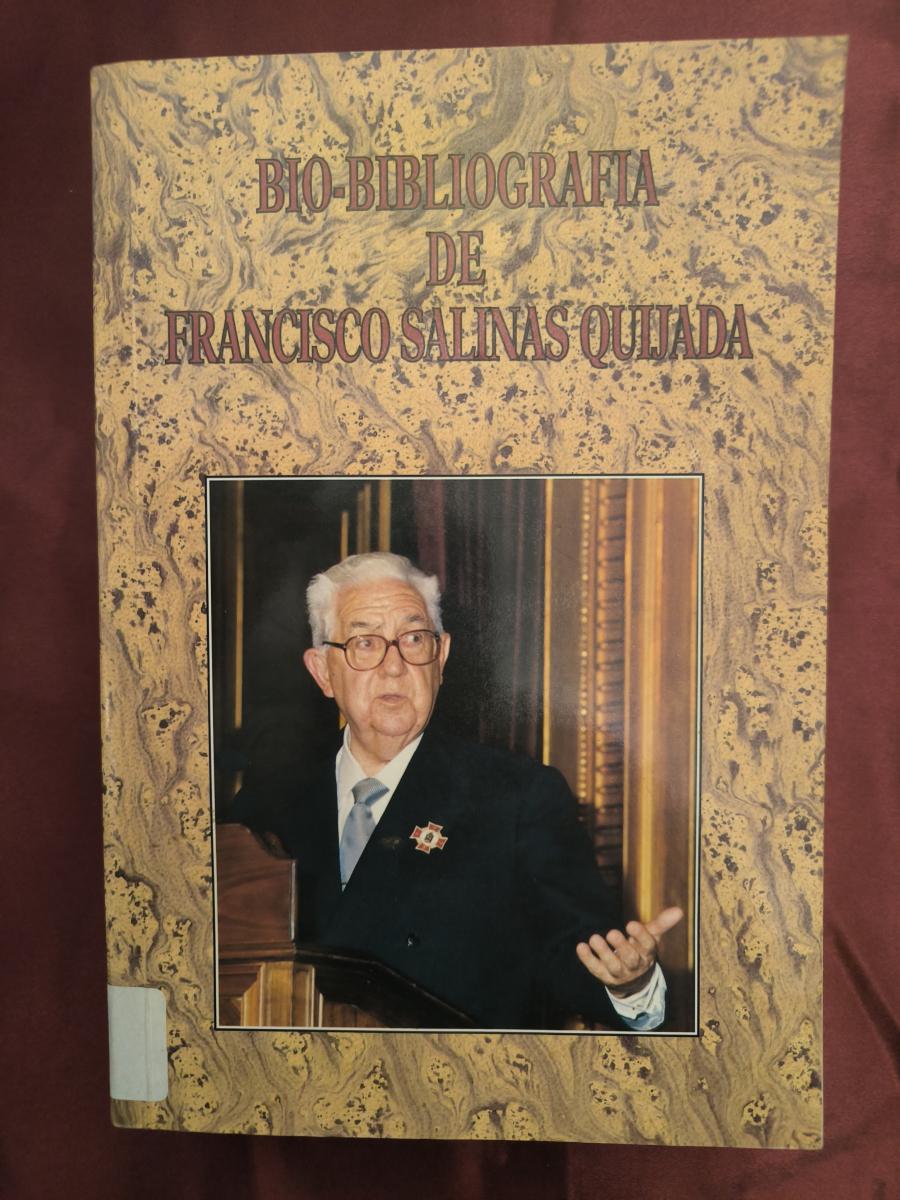 BIO-BIBLIOGRAFIA
DE
FRANCISCO SALINAS QUIJADA